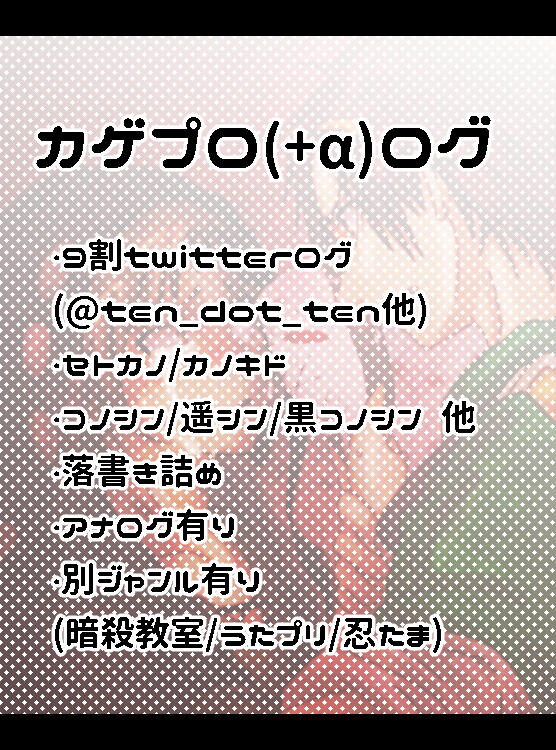 カゲプロ(+α)ログ
·9割twitterログ
(@ten_dot_ten他)
·セトカノ/カノキド
·コノシン/遥シン/黒コノシン 他
·落書き詰め
·アナログ有り
·別ジャンル有り
(暗殺教室/うたプリ/忍たま)